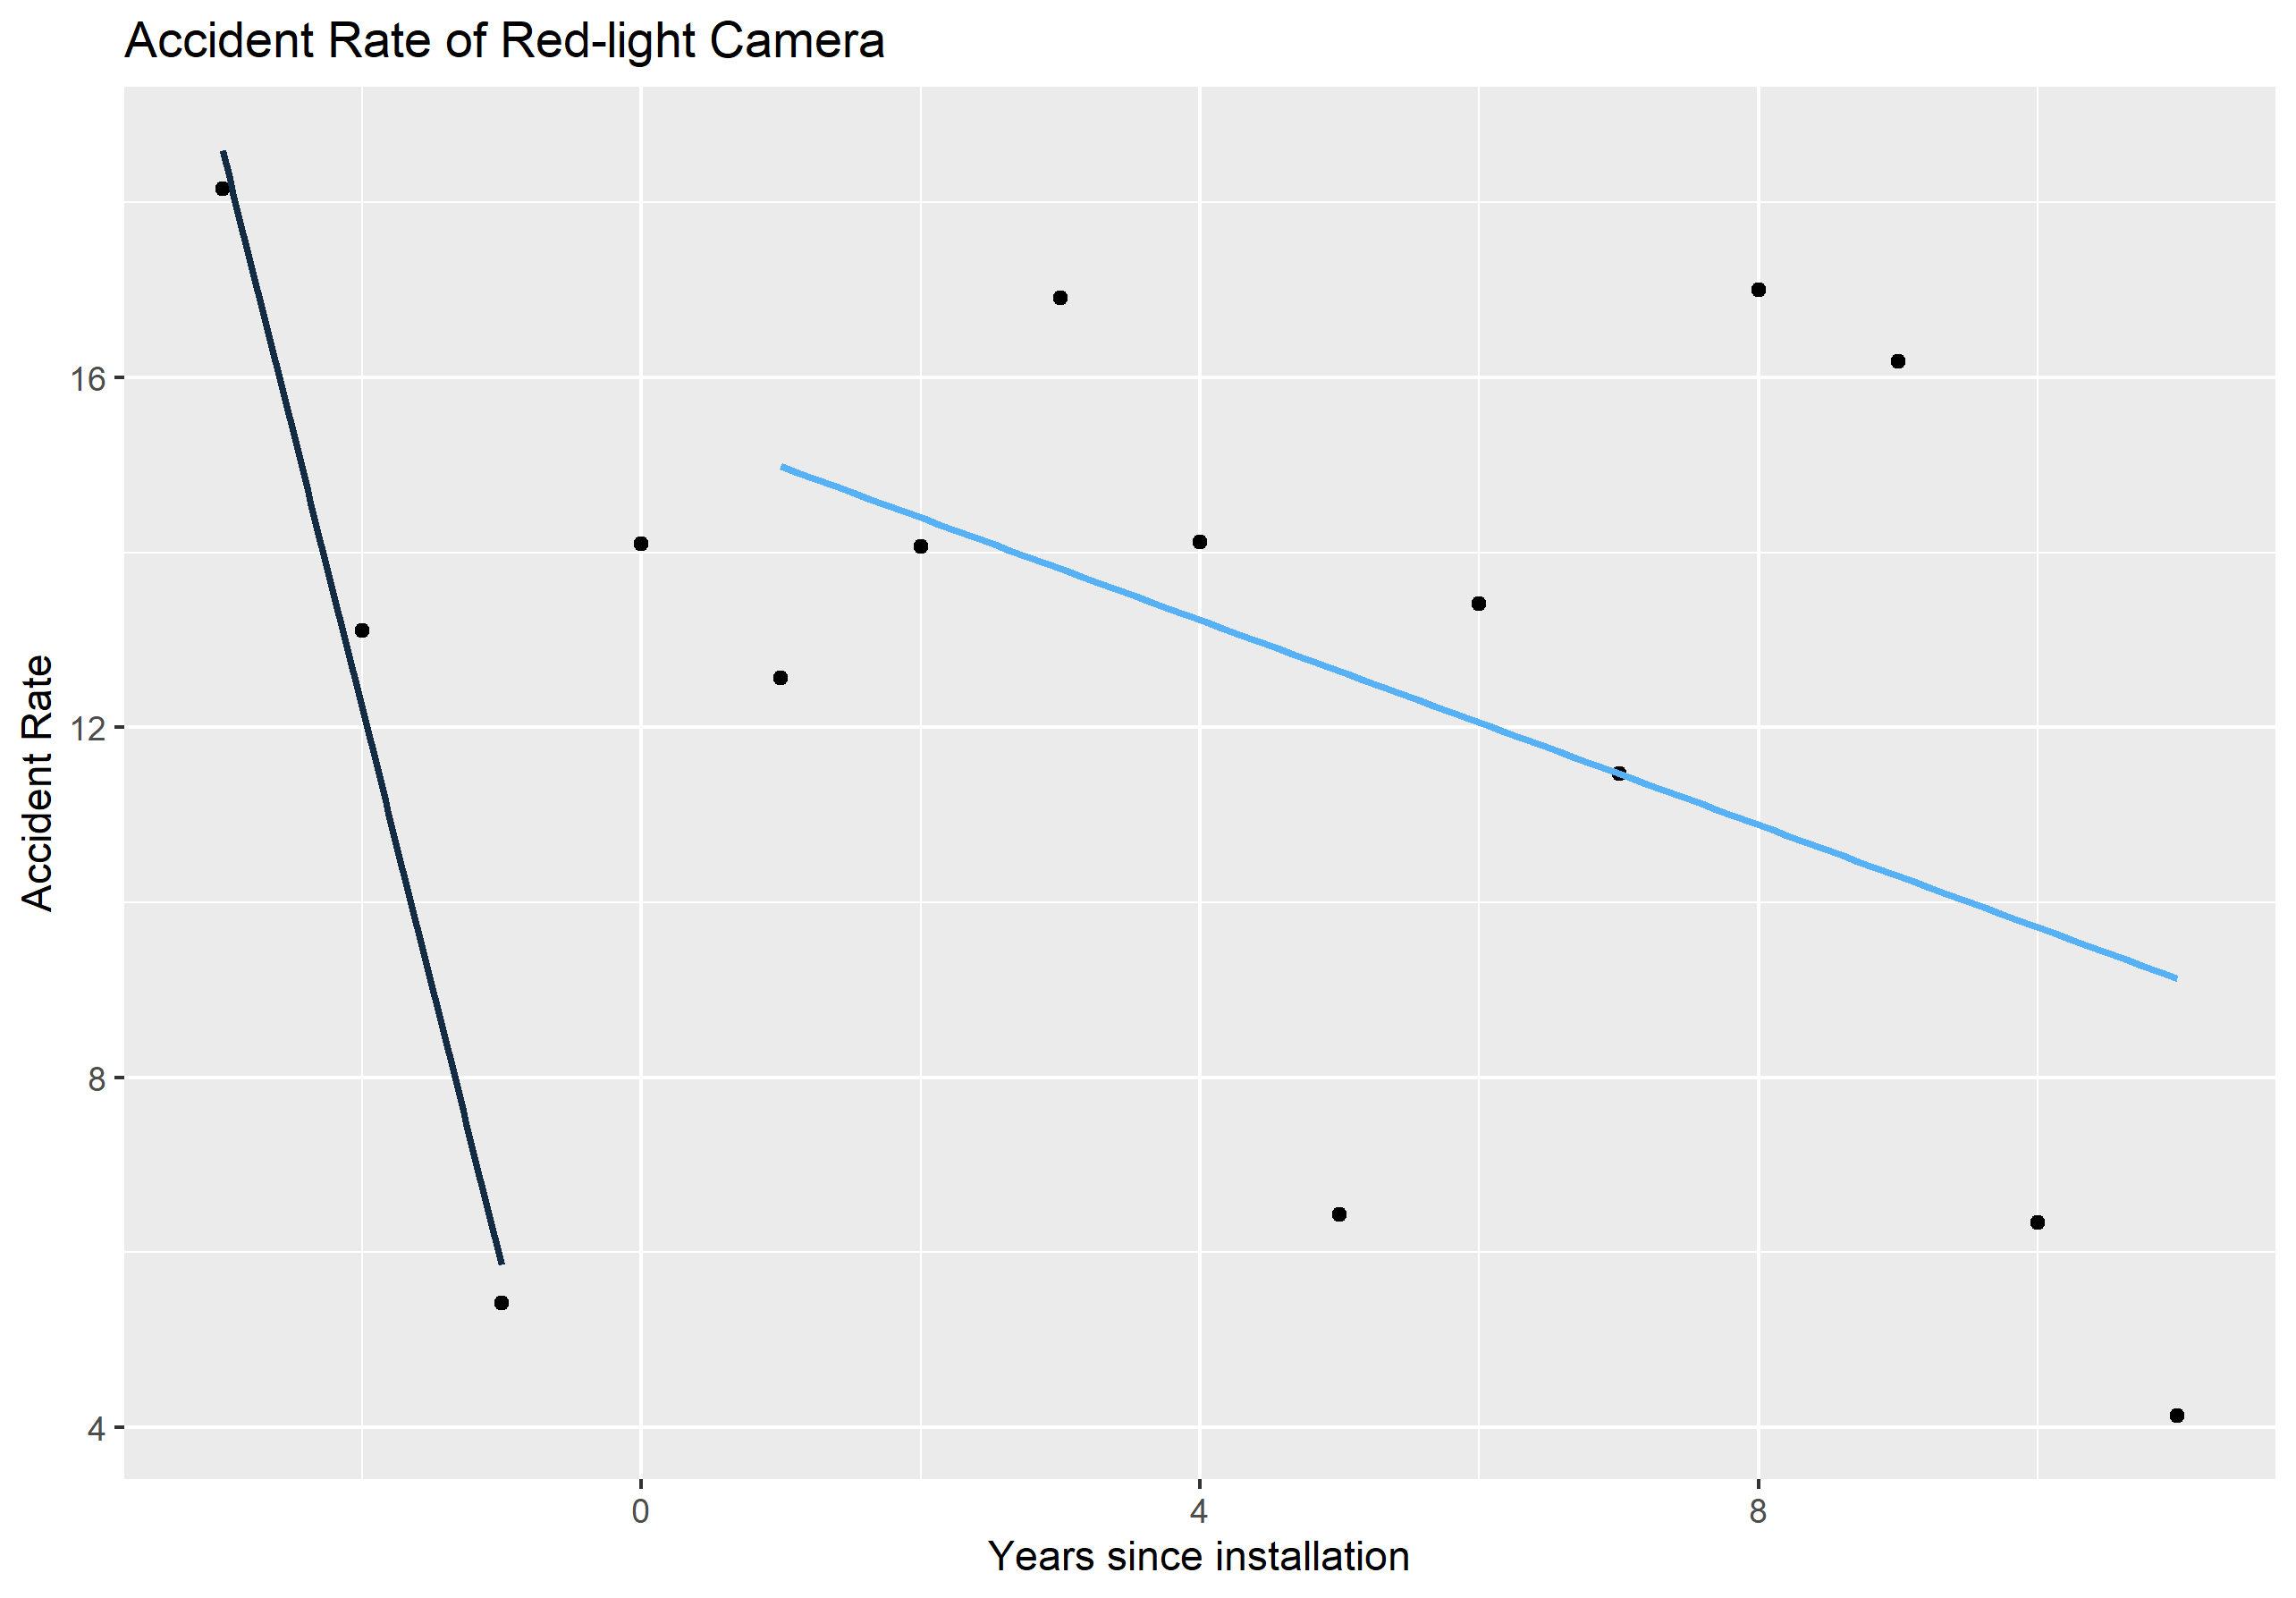 Accident Rate of Red-light Camera
Accident Rate
16
12
8
4
0 4 8
Years since installation